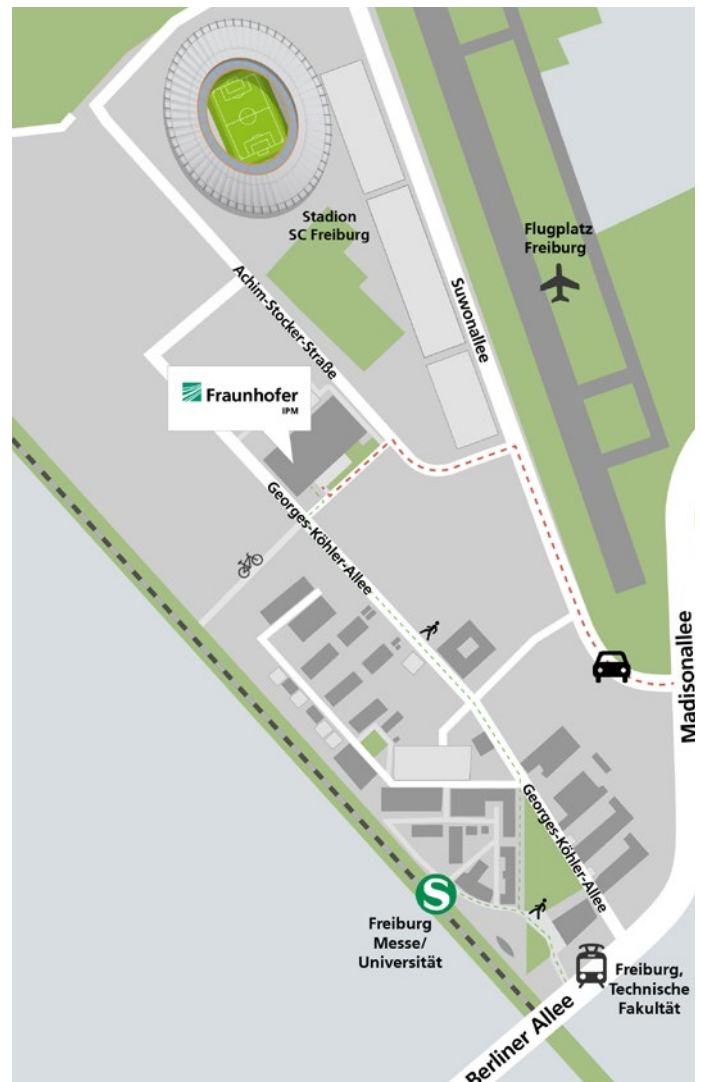 Stadion
SC Freiburg
Flugplatz
Freiburg
Suwonallee
Achim-Stocker-Straße
Fraunhofer
IPM
Georges-Köhler-Allee
Madisonallee
Georges-Köhler-Allee
S
Freiburg
Messe/
Universität
Freiburg,
Technische
Fakultät
Berliner Allee